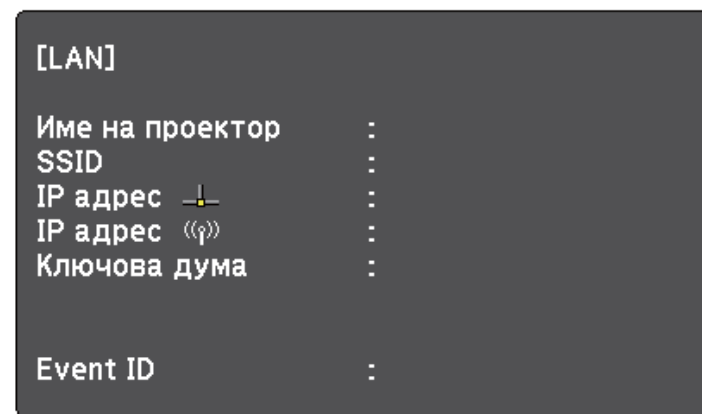 [LAN]
Име на проектор :
SSID :
IP адрес :
IP адрес :
Ключова дума :
Event ID :